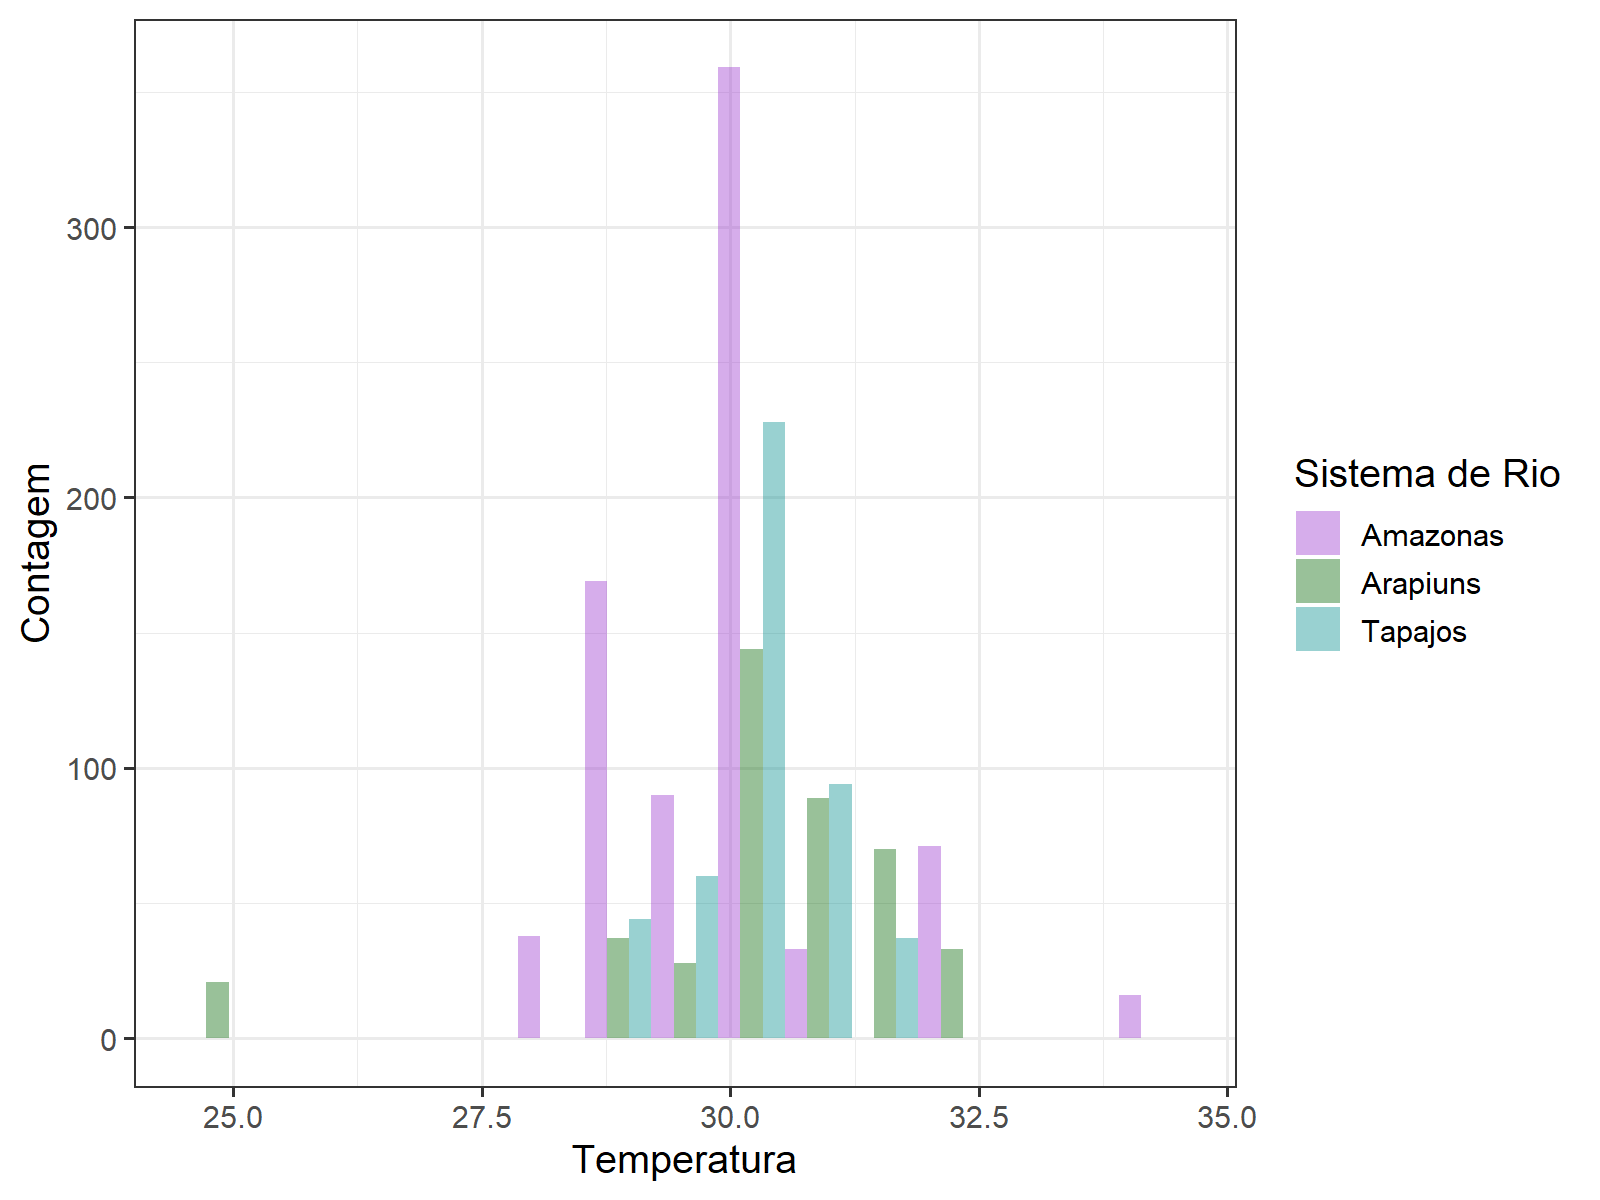 300
200
100
0
Contagem
25.0 27.5 30.0 32.5 35.0
Temperatura
Sistema de Rio
Amazonas
Arapiuns
Tapajos